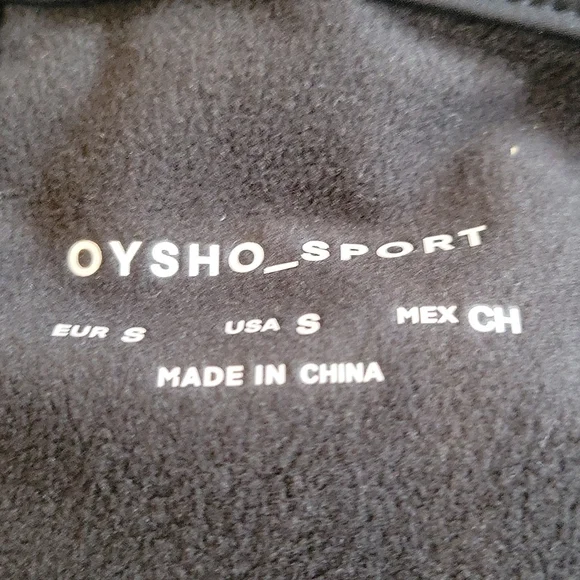 OYSHO_SPORT
EUR S USA S MEX CH
MADE IN CHINA